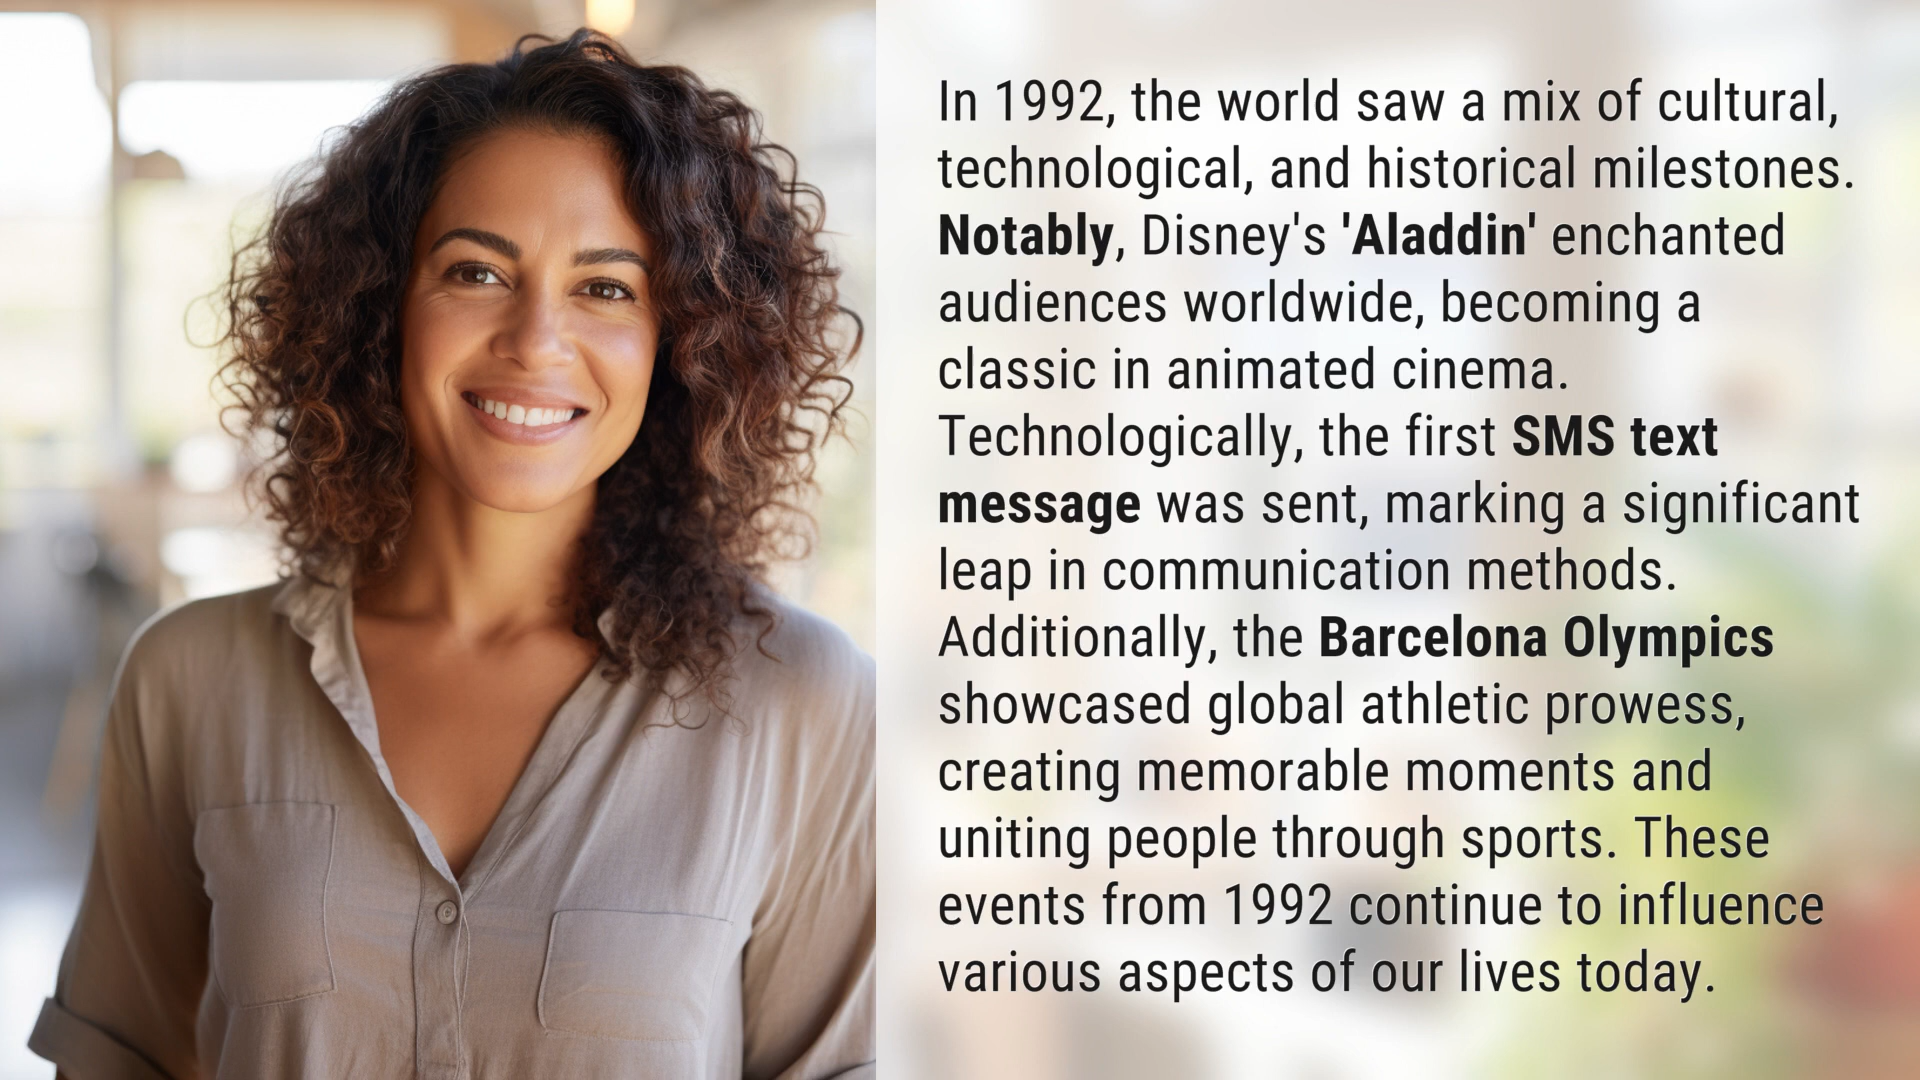 In 1992, the world saw a mix of cultural,
technological, and historical milestones.
Notably, Disney's 'Aladdin' enchanted
audiences worldwide, becoming a
classic in animated cinema.
Technologically, the first SMS text
message was sent, marking a significant
leap in communication methods.
Additionally, the Barcelona Olympics
showcased global athletic prowess,
creating memorable moments and
uniting people through sports. These
events from 1992 continue to influence
various aspects of our lives today.